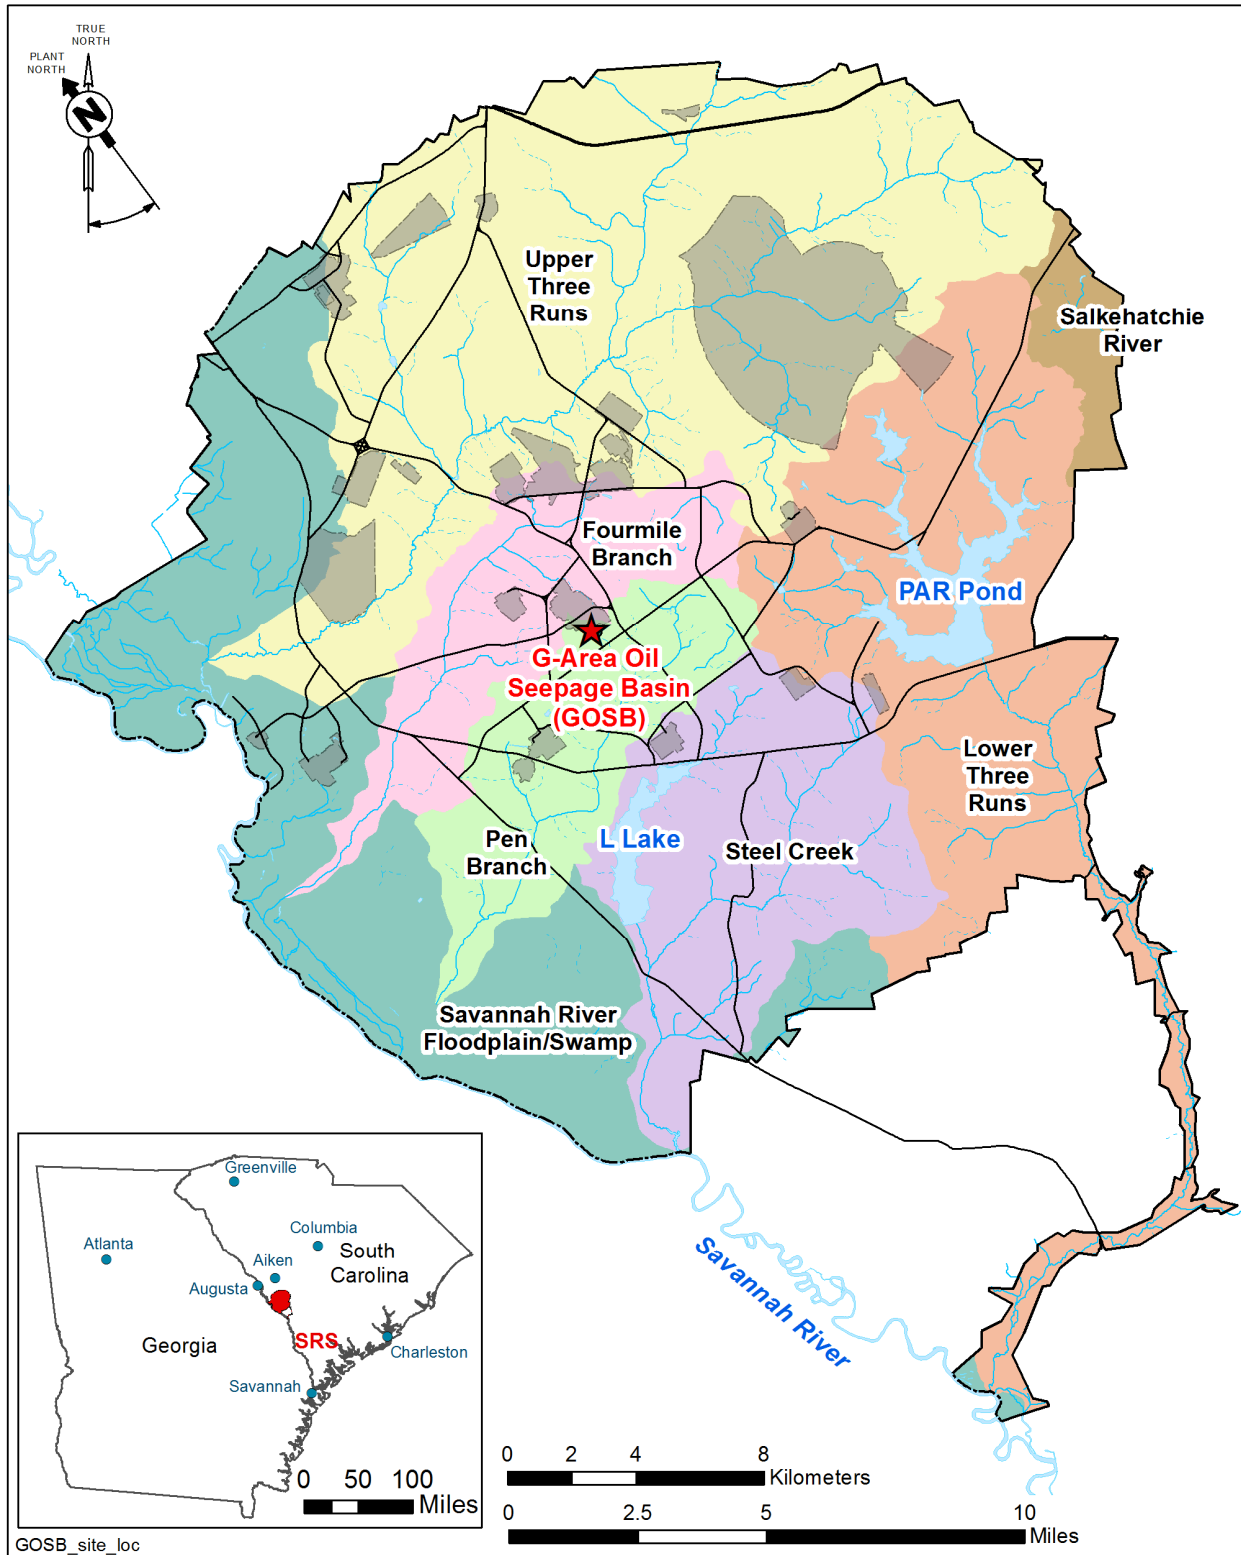 TRUE
NORTH
PLANT
NORTH
N
Upper
Three
Runs
Salkehatchie
River
Fourmile
Branch
PAR Pond
G-Area Oil
Seepage Basin
(GOSB)
Lower
Three
Runs
L Lake
Steel Creek
Pen
Branch
Savannah River
Floodplain/Swamp
Savannah River
Greenville
Columbia
Atlanta
South
Carolina
Aiken
Augusta
SRS
Georgia
Charleston
Savannah
0 50 100
Miles
0 2 4 8
Kilometers
0 2.5 5 10
Miles
GOSB_site_loc